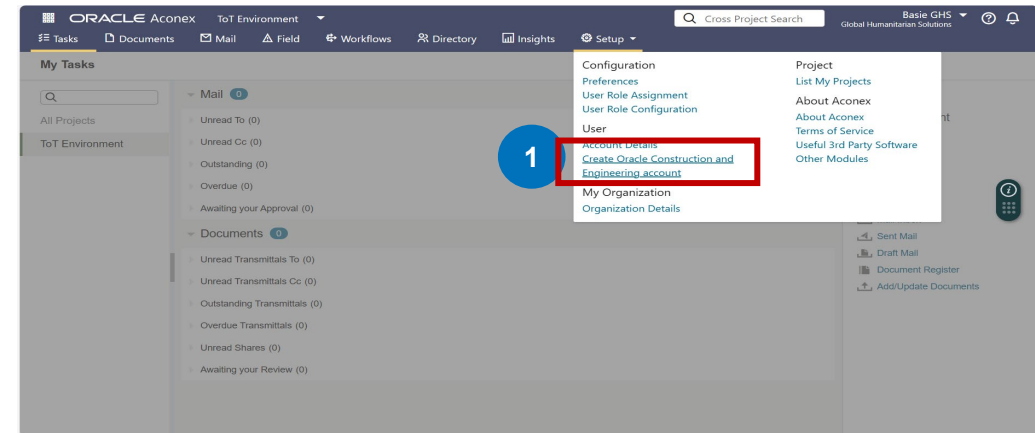 ORACLE Aconex ToT Environment
Cross Project Search
Basie GHS
Global Humanitarian Solutions
Tasks Documents Mail Field Workflows Directory Insights Setup
My Tasks
All Projects
ToT Environment
Mail 0
Unread To (0)
Unread Cc (0)
Outstanding (0)
Overdue (0)
Awaiting your Approval (0)
Documents 0
Unread Transmittals To (0)
Unread Transmittals Cc (0)
Outstanding Transmittals (0)
Overdue Transmittals (0)
Unread Shares (0)
Awaiting your Review (0)
1
Configuration
Preferences
User Role Assignment
User Role Configuration
User
Account Details
Create Oracle Construction and
Engineering account
My Organization
Organization Details
Project
List My Projects
About Aconex
About Aconex
Terms of Service
Useful 3rd Party Software
Other Modules
Sent Mail
Draft Mail
Document Register
Add/Update Documents